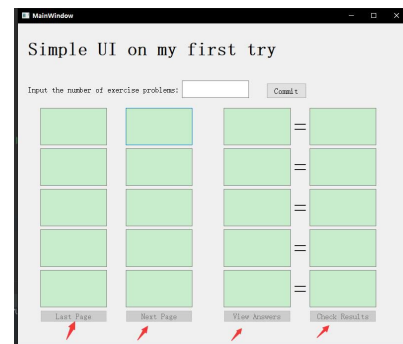 MainWindow
Simple UI on my first try
Input the number of exercise problems:
Commit
=
=
=
=
=
Last Page Next Page View Answers Check Results